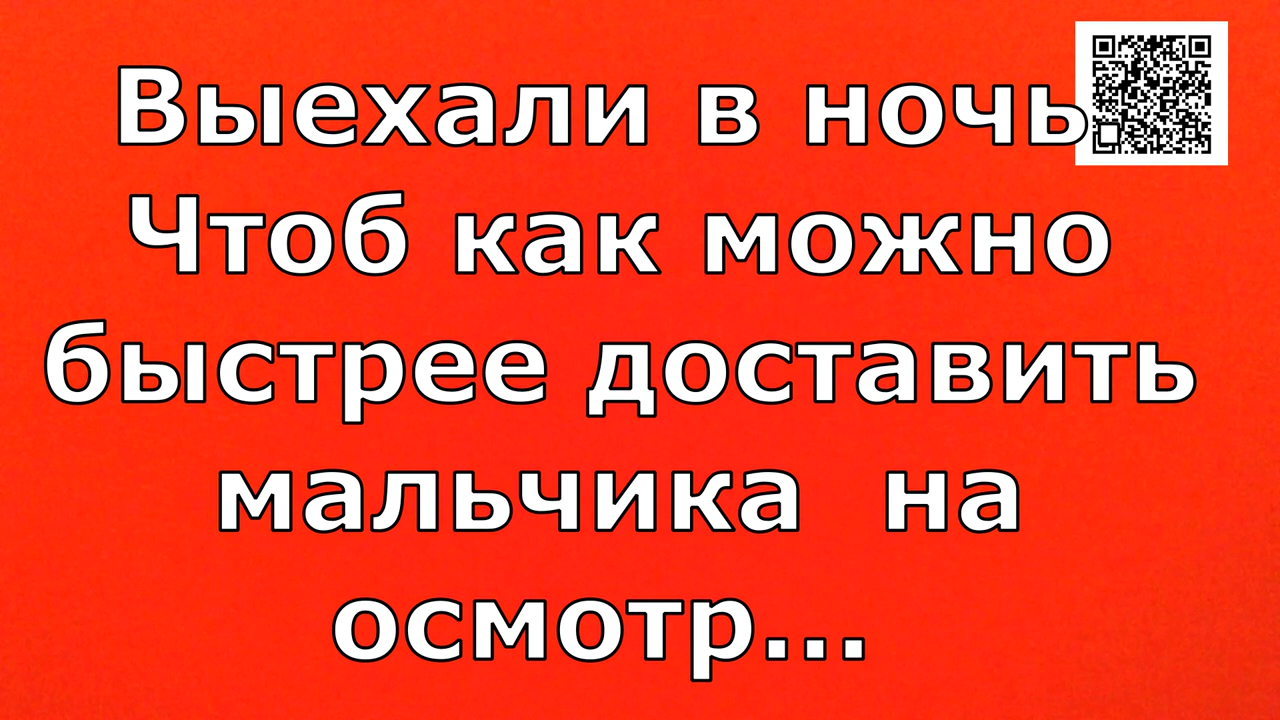 Выехали в ночь
Чтоб как можно
быстрее доставить
мальчика на
осмотр...